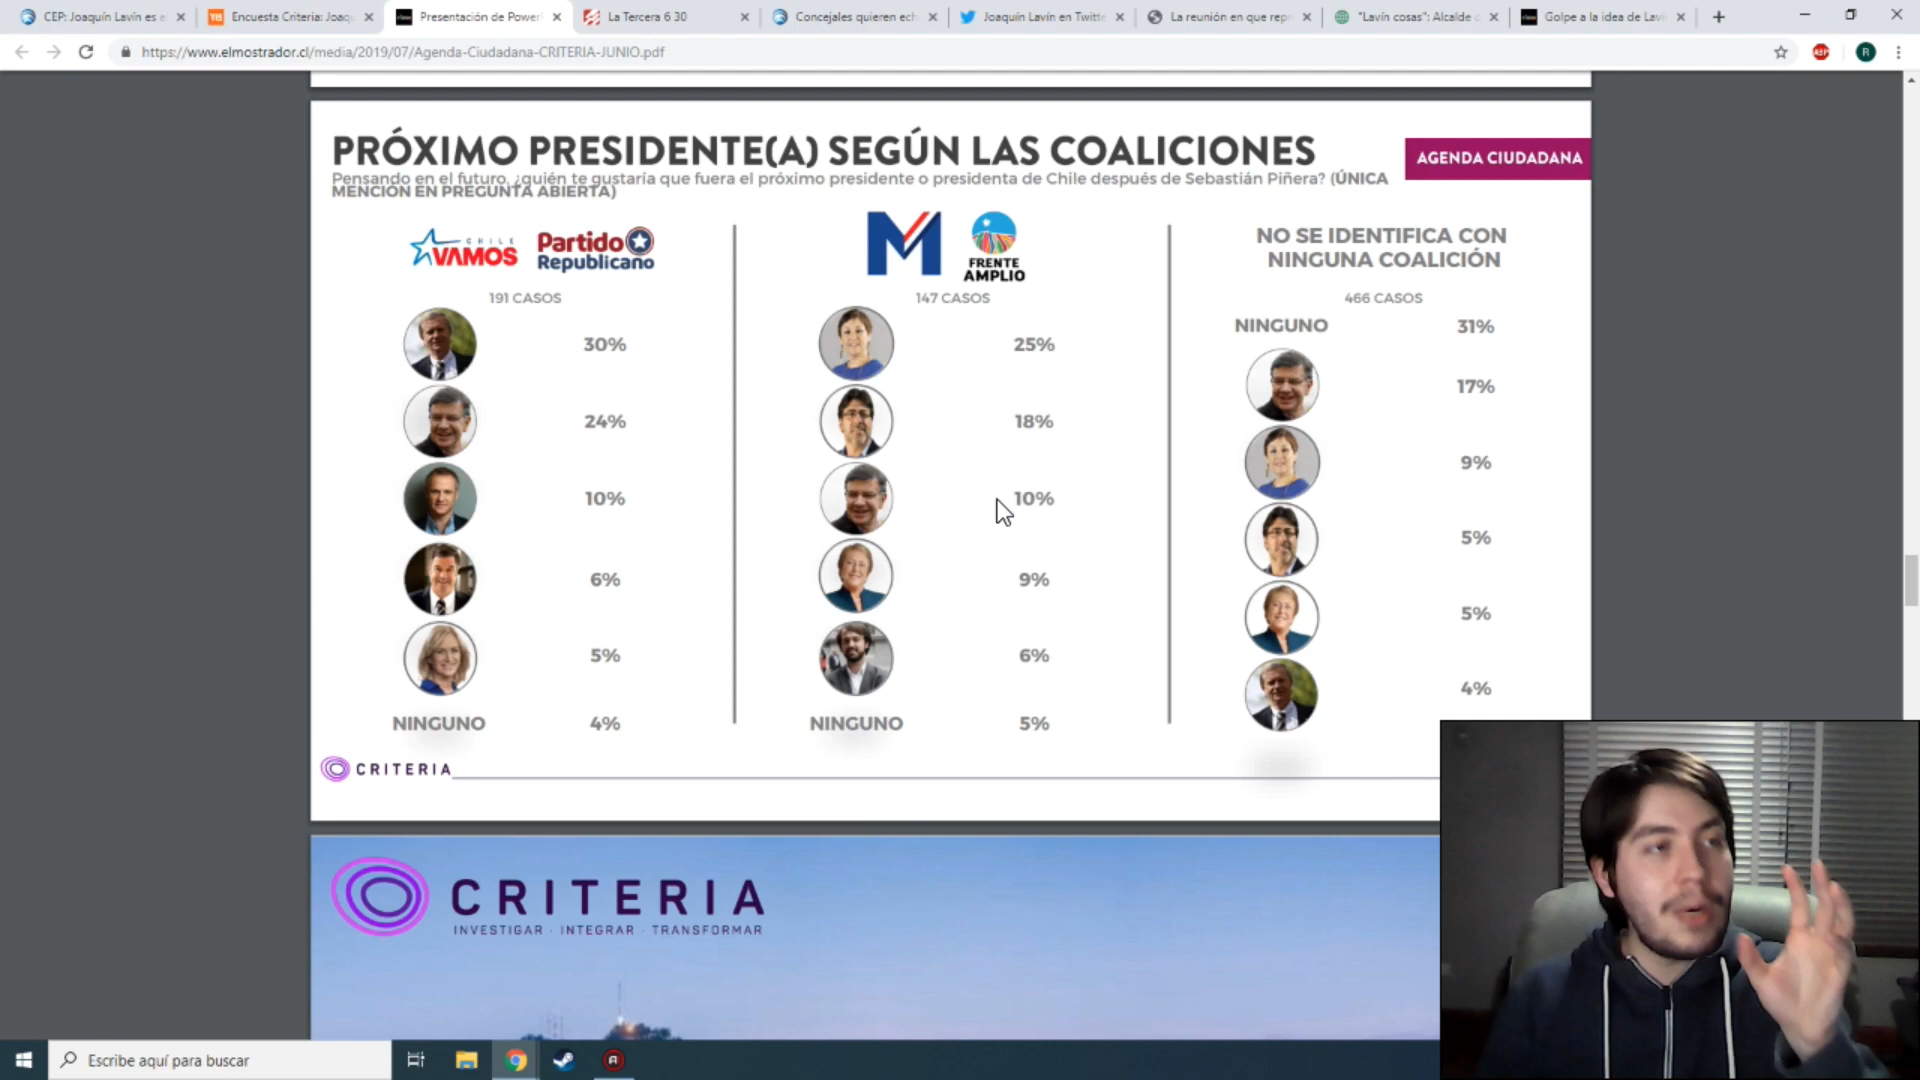 CEP: Joaquín Lavín es e
Encuesta Criteria: Joaqu
Presentación de Power
La Tercera 6 30
Concejales quieren ech
Joaquín Lavín en Twitte
La reunión en que repr
"Lavín cosas": Alcalde c
Golpe a la idea de Laví
https://www.elmostrador.cl/media/2019/07/Agenda-Ciudadana-CRITERIA-JUNIO.pdf
ABP
R
PRÓXIMO PRESIDENTE(A) SEGÚN LAS COALICIONES
AGENDA CIUDADANA
Pensando en el futuro, ¿quién te gustaría que fuera el próximo presidente o presidenta de Chile después de Sebastián Piñera? (ÚNICA
MENCIÓN EN PREGUNTA ABIERTA)
CHILE
VAMOS
Partido
Republicano
191 CASOS
30%
24%
10%
6%
5%
NINGUNO 4%
M
FRENTE
AMPLIO
147 CASOS
25%
18%
10%
9%
6%
NINGUNO 5%
NO SE IDENTIFICA CON
NINGUNA COALICIÓN
466 CASOS
NINGUNO 31%
17%
9%
5%
5%
4%
CRITERIA
CRITERIA
INVESTIGAR · INTEGRAR · TRANSFORMAR
Escribe aquí para buscar